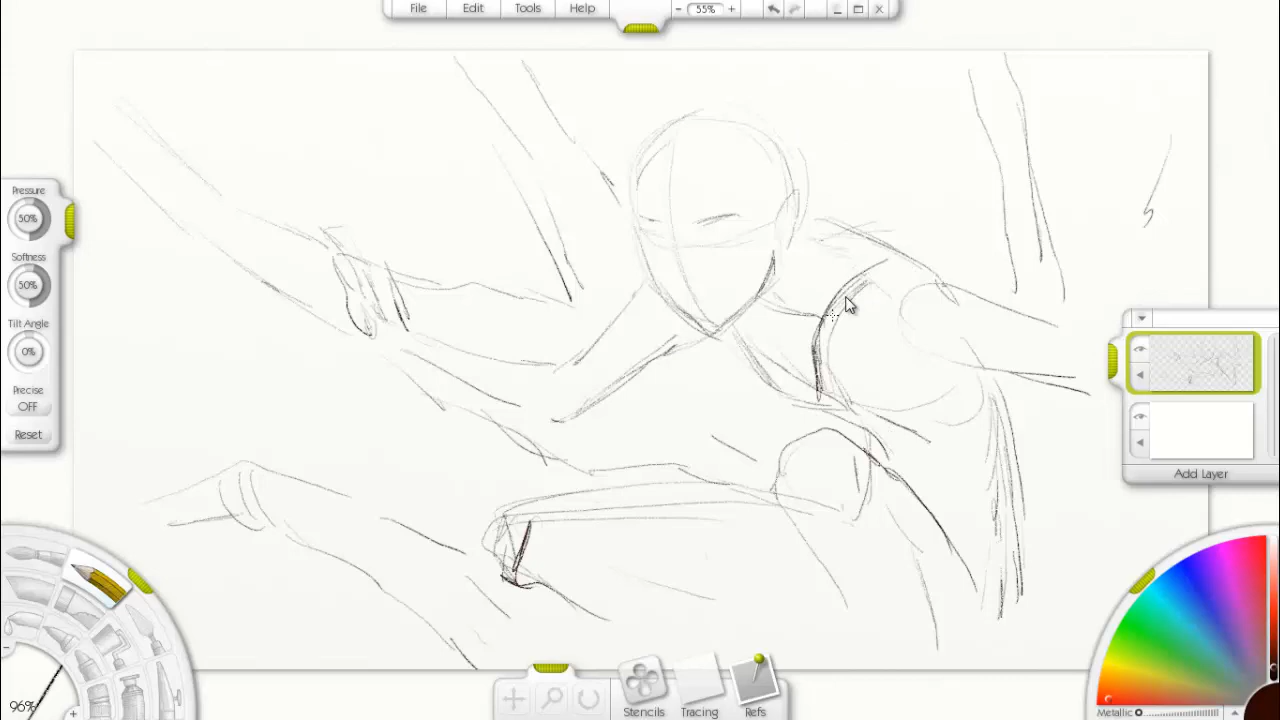 File Edit Tools Help - 55% +
Pressure
50%
Softness
50%
Tilt Angle
0%
Precise
OFF
Reset
Add Layer
96%
Stencils Tracing Refs
Metallic